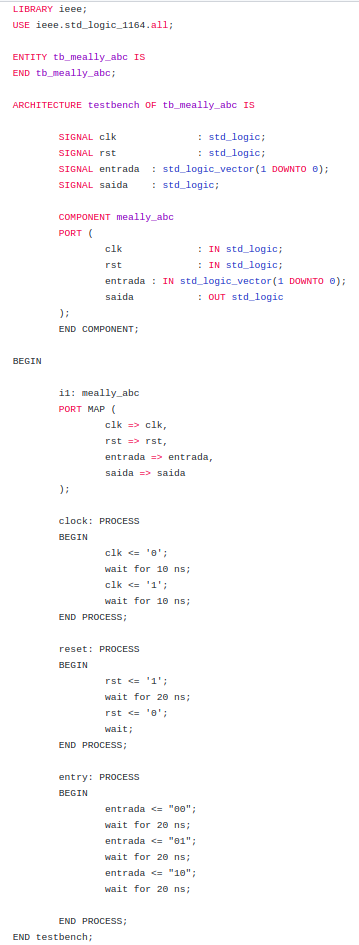 LIBRARY ieee;
USE ieee.std_logic_1164.all;
ENTITY tb_meally_abc IS
END tb_meally_abc;
ARCHITECTURE testbench OF tb_meally_abc IS
SIGNAL clk : std_logic;
SIGNAL rst : std_logic;
SIGNAL entrada : std_logic_vector(1 DOWNTO 0);
SIGNAL saida : std_logic;
COMPONENT meally_abc
PORT (
clk : IN std_logic;
rst : IN std_logic;
entrada : IN std_logic_vector(1 DOWNTO 0);
saida : OUT std_logic
);
END COMPONENT;
BEGIN
i1: meally_abc
PORT MAP (
clk => clk,
rst => rst,
entrada => entrada,
saida => saida
);
clock: PROCESS
BEGIN
clk <= '0';
wait for 10 ns;
clk <= '1';
wait for 10 ns;
END PROCESS;
reset: PROCESS
BEGIN
rst <= '1';
wait for 20 ns;
rst <= '0';
wait;
END PROCESS;
entry: PROCESS
BEGIN
entrada <= "00";
wait for 20 ns;
entrada <= "01";
wait for 20 ns;
entrada <= "10";
wait for 20 ns;
END PROCESS;
END testbench;